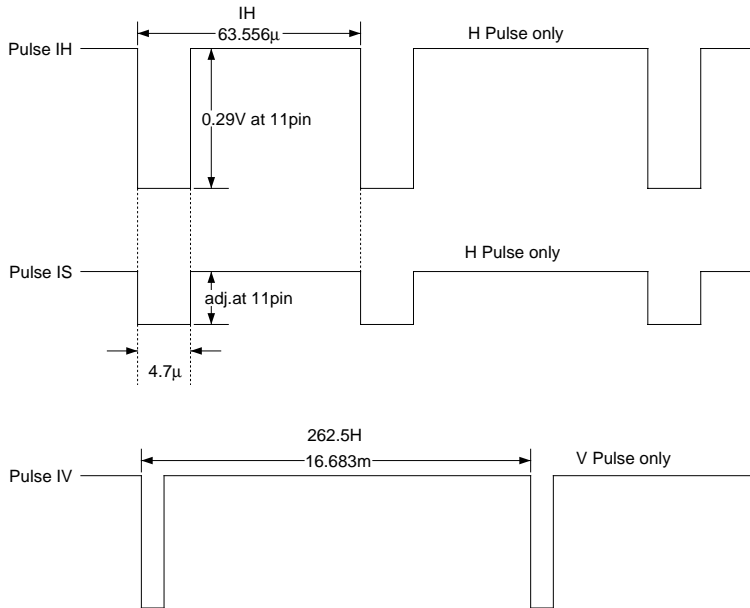 IH
63.556μ
Pulse IH
H Pulse only
0.29V at 11pin
Pulse IS
H Pulse only
adj.at 11pin
4.7μ
262.5H
16.683m
Pulse IV
V Pulse only